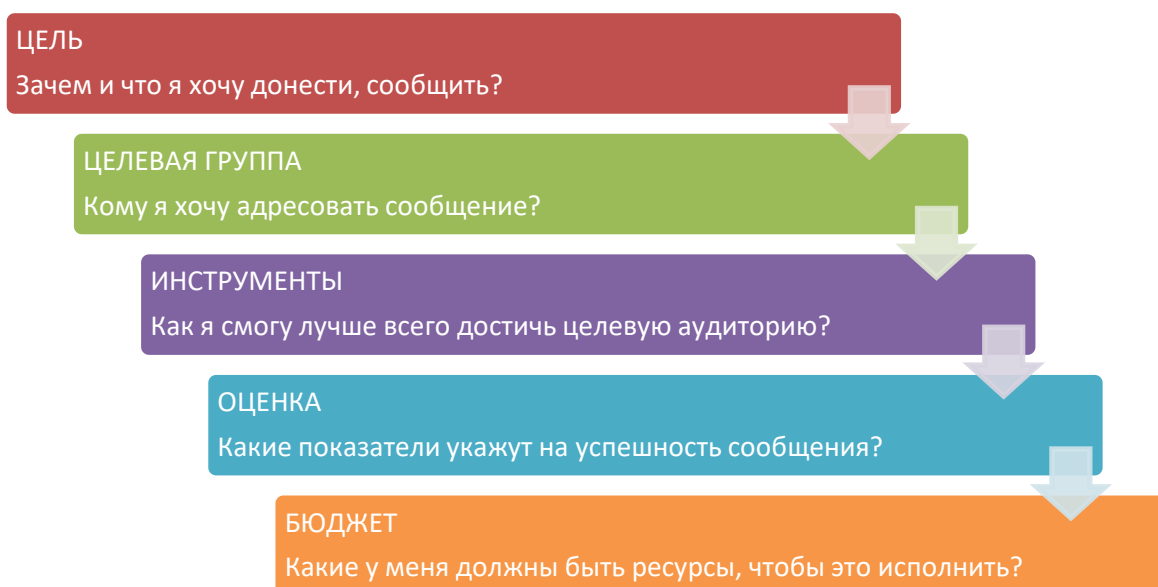 ЦЕЛЬ
Зачем и что я хочу донести, сообщить?
ЦЕЛЕВАЯ ГРУППА
Кому я хочу адресовать сообщение?
ИНСТРУМЕНТЫ
Как я смогу лучше всего достичь целевую аудиторию?
ОЦЕНКА
Какие показатели укажут на успешность сообщения?
БЮДЖЕТ
Какие у меня должны быть ресурсы, чтобы это исполнить?